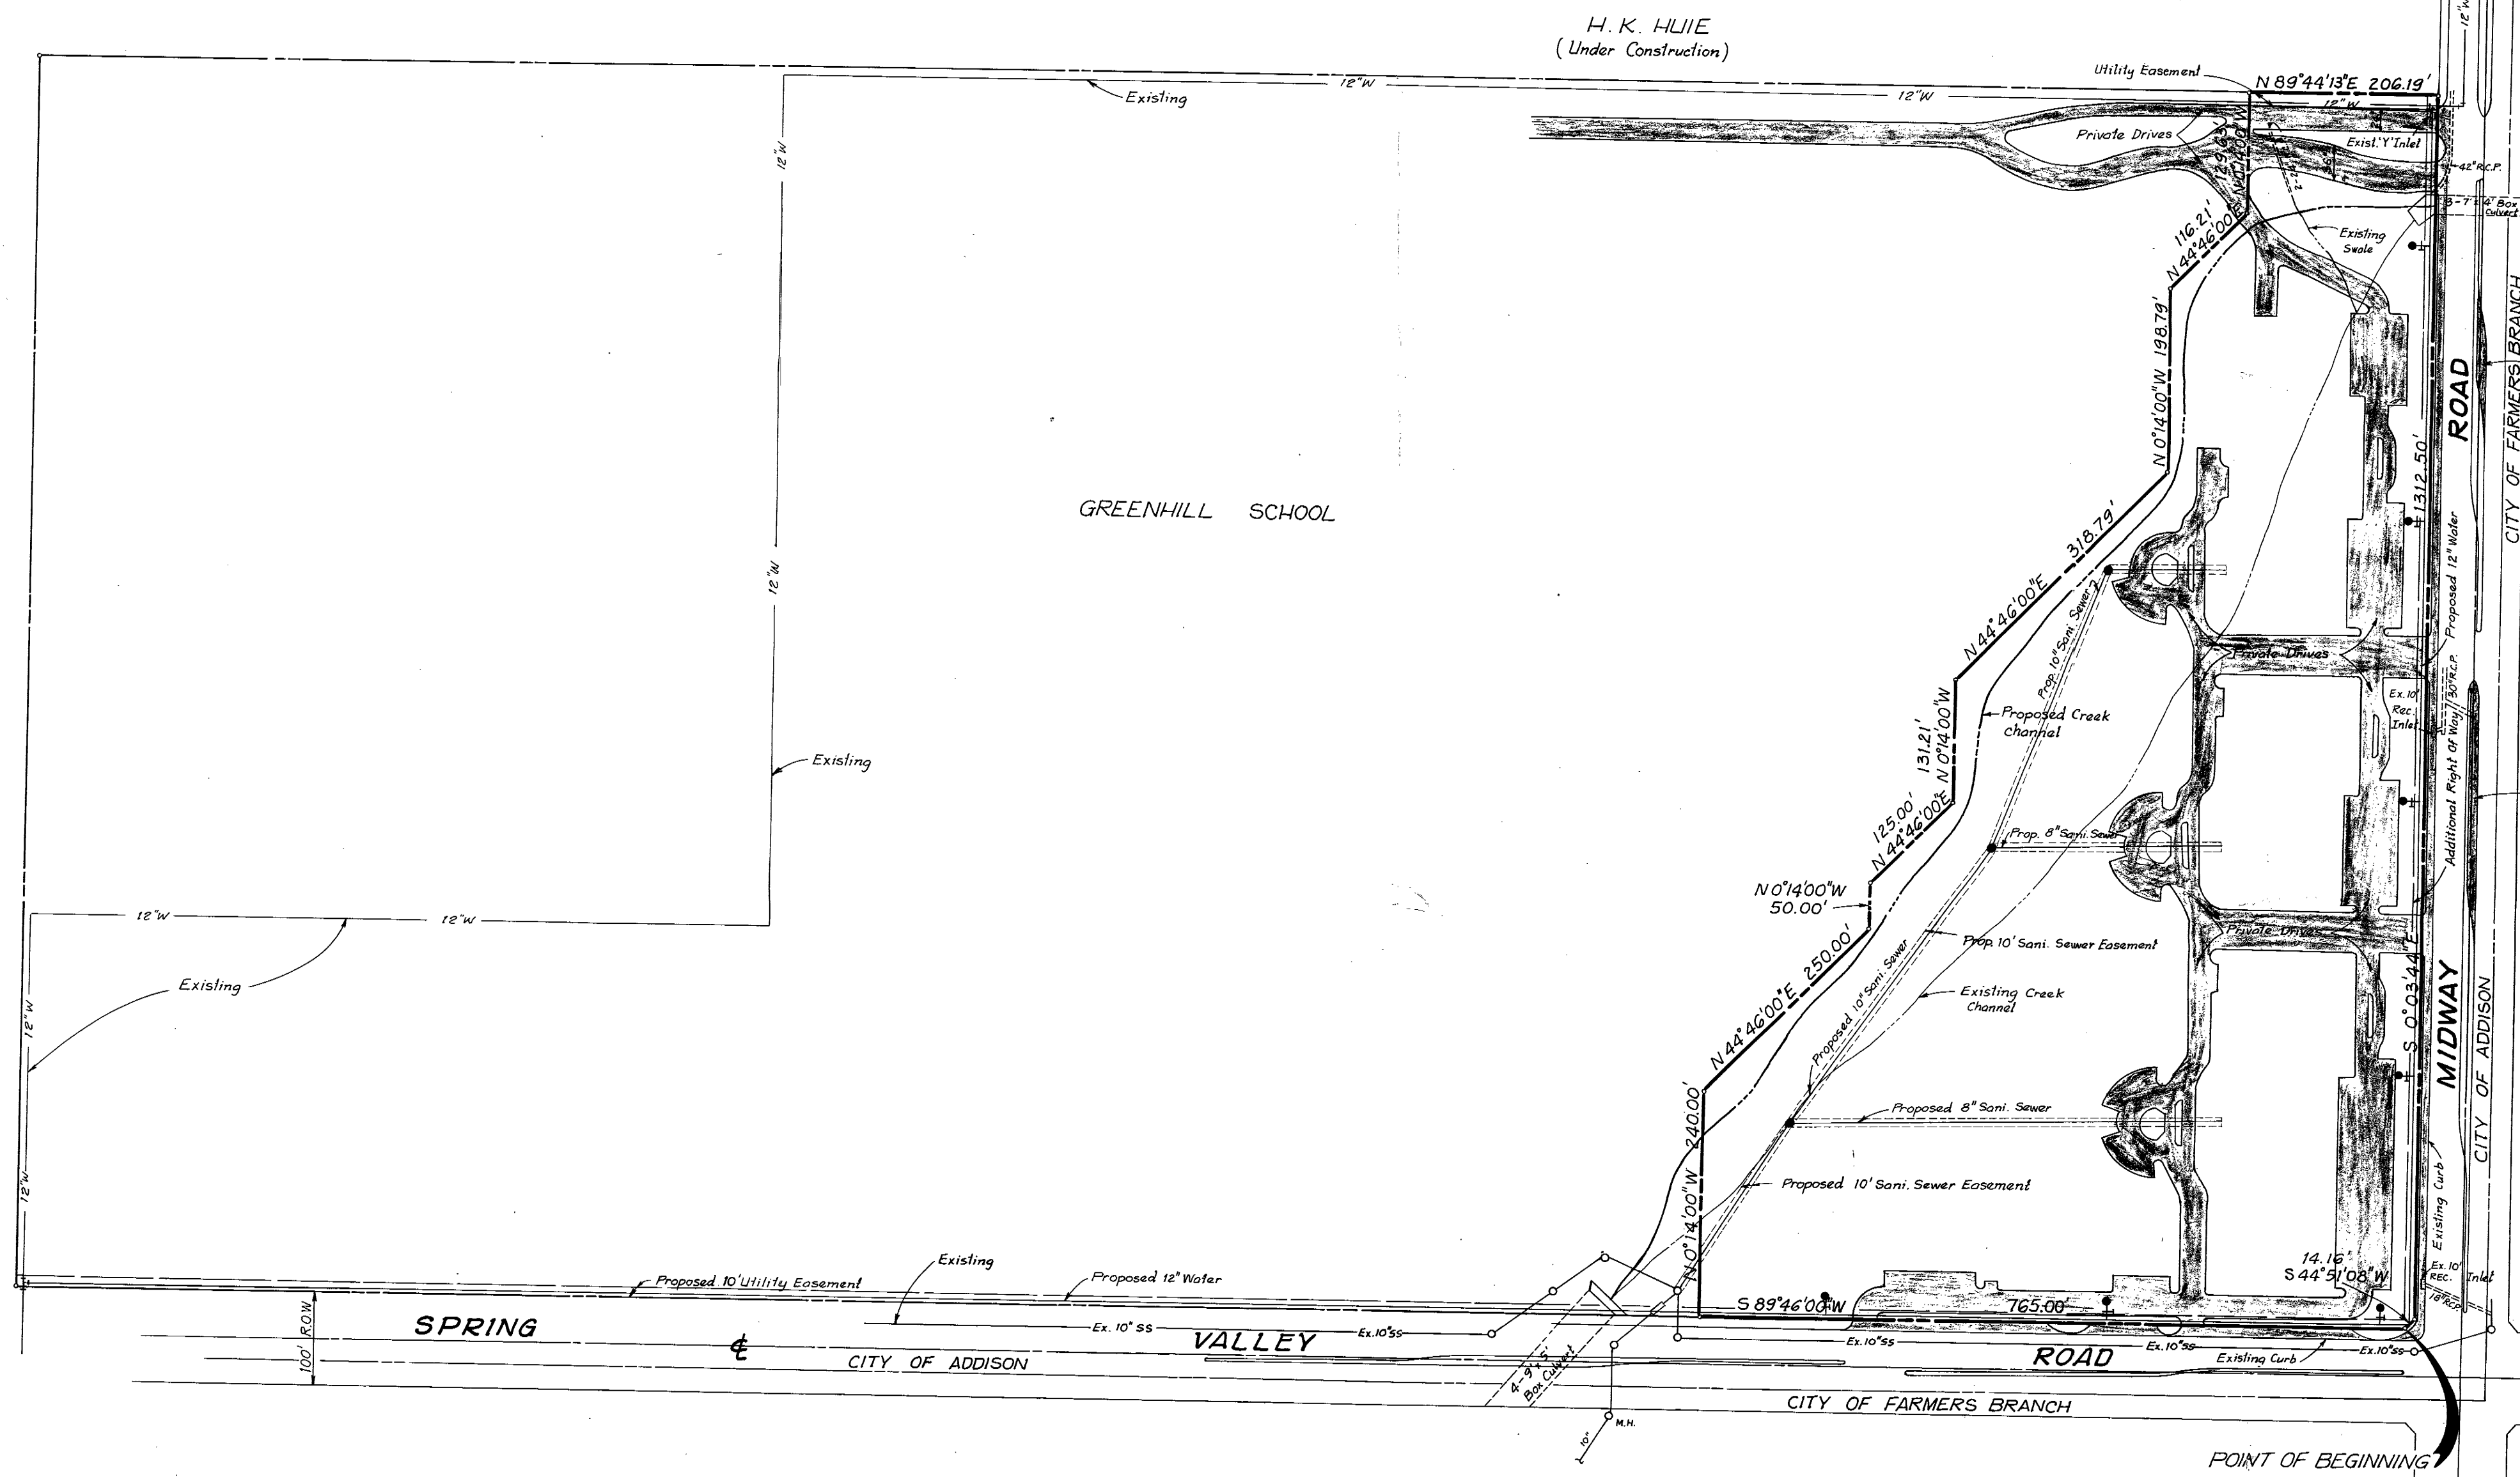 H. K. HUIE
( Under Construction )
12"W
Utility Easement
N 89°44'13"E 206.19'
12"W
Existing
12"W
12"W
Private Drives
129.63'
N 0°14'00"W
Exist. 'Y' Inlet
42" R.C.P.
12"W
116.21'
N 44°46'00"E
Existing
Swale
Box
Culvert
N 0°14'00"W 198.79'
ROAD
CITY OF FARMERS BRANCH
1312.50'
GREENHILL SCHOOL
318.79'
N 44°46'00"E
Prop. 10" Sani. Sewer
Proposed 12" Water
12"W
Private Drives
131.21'
N 0°14'00"W
Proposed Creek
Channel
Ex. 10'
Rec.
Inlet
Additional Right of Way
30" R.C.P.
Existing
125.00'
N 44°46'00"E
Prop. 8" Sani. Sewer
N 0°14'00"W
50.00'
12"W
12"W
N 44°46'00"E 250.00'
Prop. 10' Sani. Sewer Easement
Private Drives
S 0°03'44"E
MIDWAY
CITY OF ADDISON
Existing
Proposed 10" Sani. Sewer
Existing Creek
Channel
12"W
N 0°14'00"W 240.00'
Proposed 8" Sani. Sewer
Proposed 10' Sani. Sewer Easement
Existing Curb
12"W
Existing
Proposed 10' Utility Easement
Proposed 12" Water
14.16'
S 44°51'08"W
Ex. 10'
REC. Inlet
18" R.C.P.
S 89°46'00"W 765.00'
100' R.O.W.
SPRING VALLEY ROAD
Ex. 10" SS
Ex. 10" SS
Ex. 10" SS
Ex. 10" SS
Ex. 10" SS
CITY OF ADDISON
Existing Curb
4-9'x5'
Box Culvert
CITY OF FARMERS BRANCH
M.H.
10"
POINT OF BEGINNING